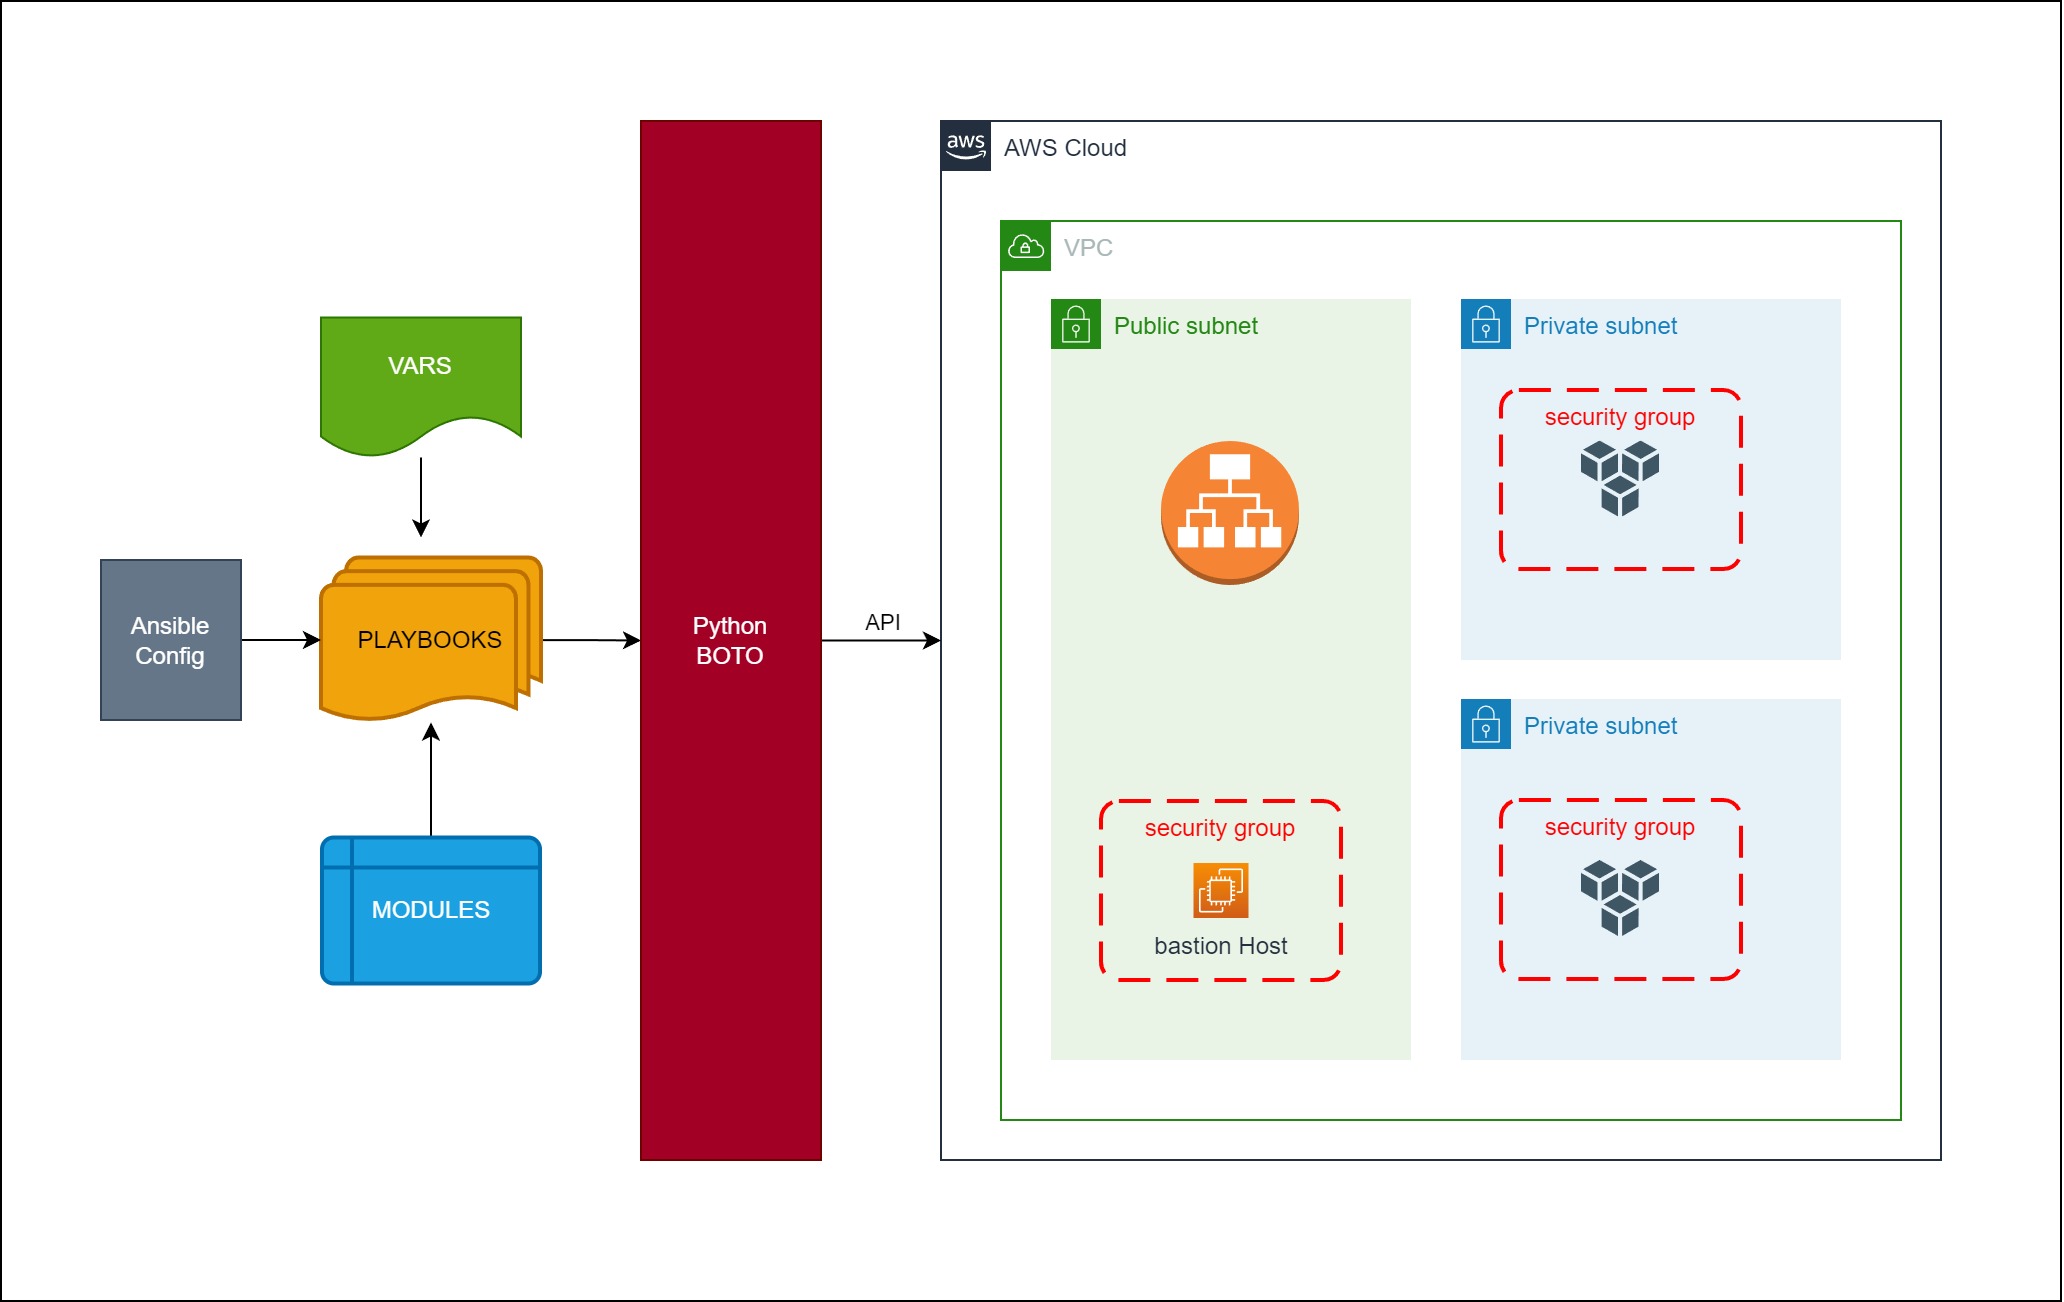 aws
AWS Cloud
VPC
Public subnet
Private subnet
VARS
security group
Ansible
Config
PLAYBOOKS
Python
BOTO
API
Private subnet
MODULES
security group
security group
bastion Host